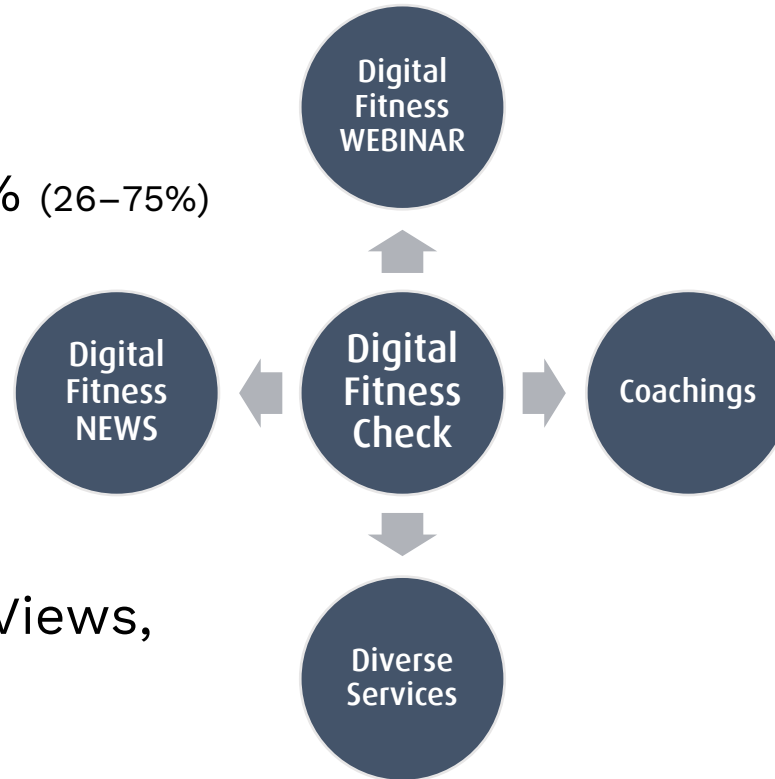 Digital
Fitness
WEBINAR
% (26–75%)
Digital
Fitness
NEWS
Digital
Fitness
Check
Coachings
Views,
Diverse
Services